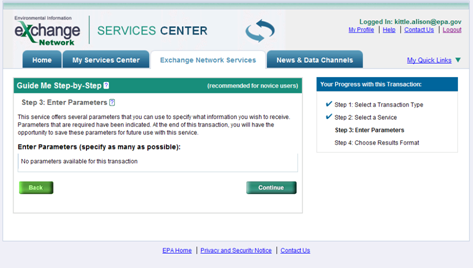 Environmental Information
exchange
Network
SERVICES CENTER
Logged In: kittle.alison@epa.gov
My Profile | Help | Contact Us | Logout
Home
My Services Center
Exchange Network Services
News & Data Channels
My Quick Links ▼
Guide Me Step-by-Step ?
(recommended for novice users)
Step 3: Enter Parameters ?
This service offers several parameters that you can use to specify what information you wish to receive.
Parameters that are required have been indicated. At the end of this transaction, you will have the
opportunity to save these parameters for future use with this service.
Enter Parameters (specify as many as possible):
No parameters available for this transaction
Back
Continue
Your Progress with this Transaction:
✔ Step 1: Select a Transaction Type
✔ Step 2: Select a Service
Step 3: Enter Parameters
Step 4: Choose Results Format
EPA Home | Privacy and Security Notice | Contact Us